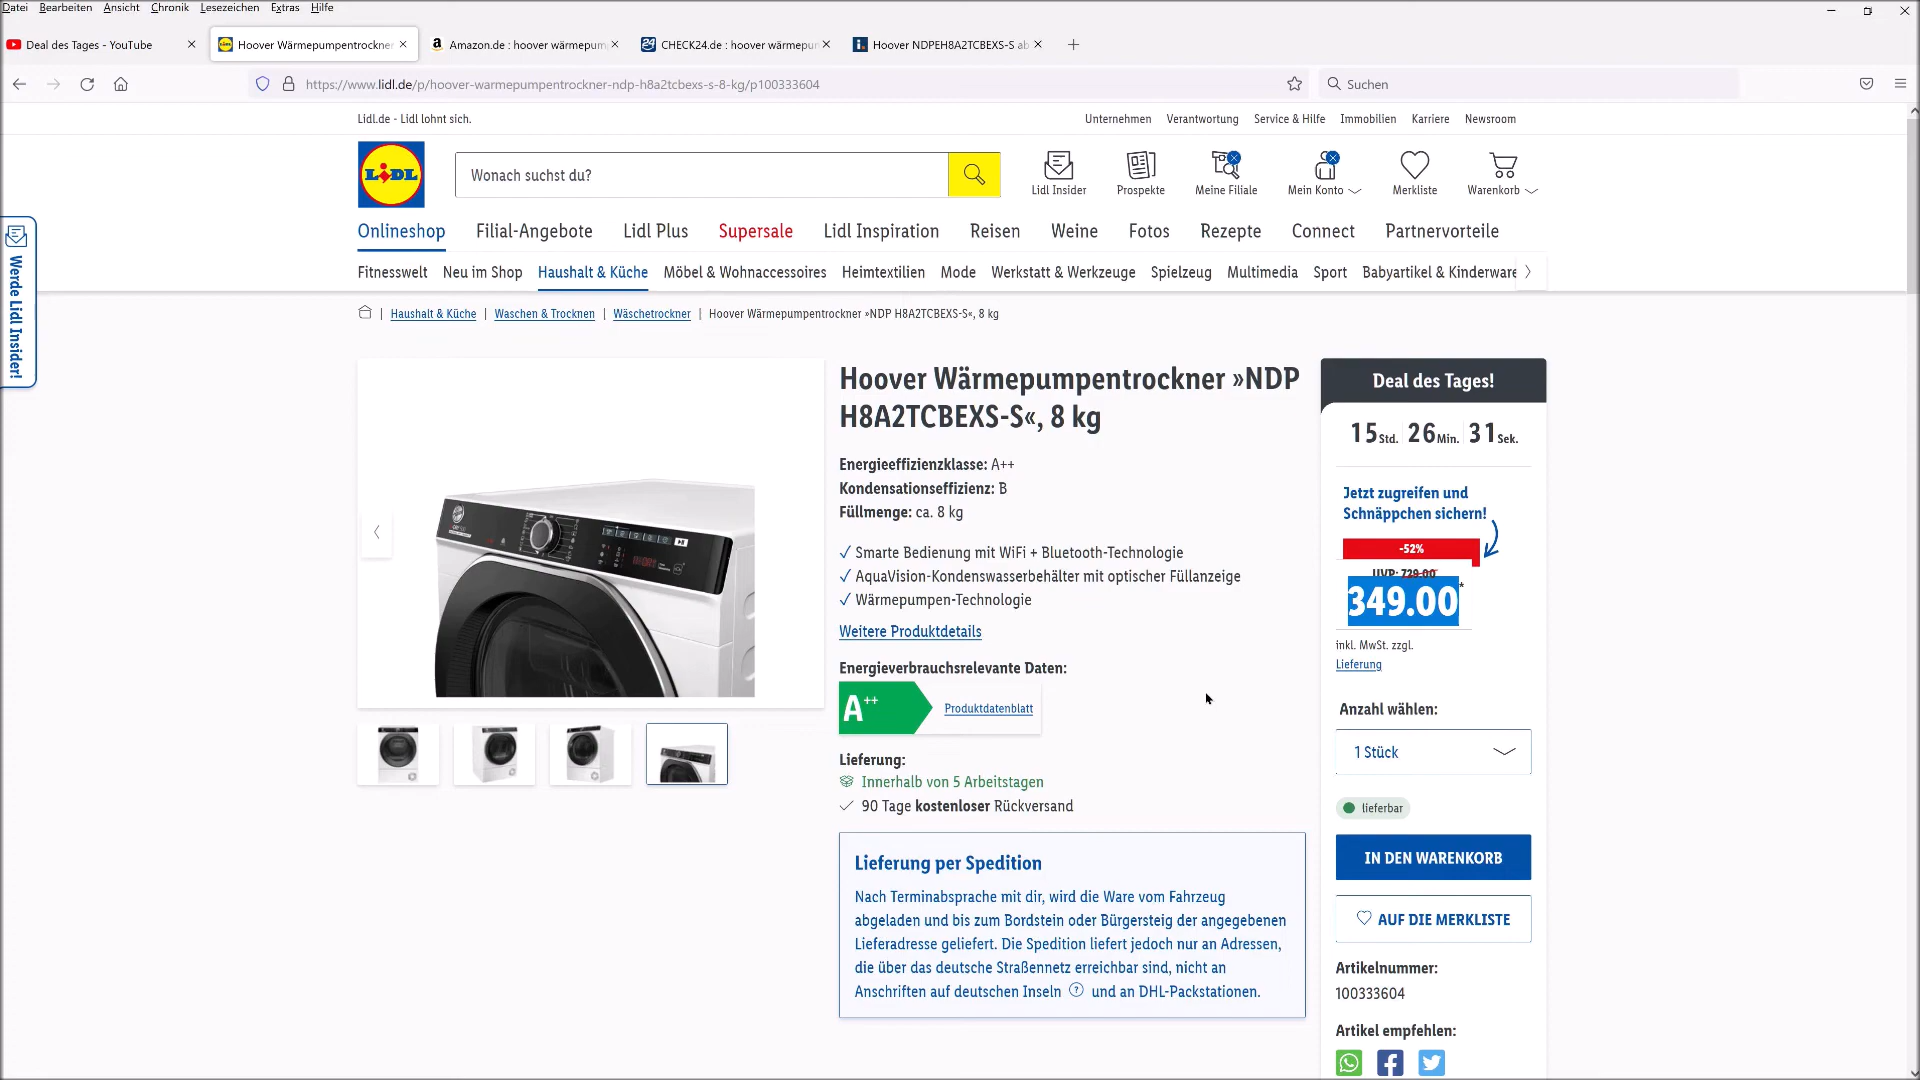 Datei Bearbeiten Ansicht Chronik Lesezeichen Extras Hilfe
Deal des Tages - YouTube
Hoover Wärmepumpentrockner
Amazon.de : hoover wärmepum
CHECK24.de : hoover wärmepum
Hoover NDPEH8A2TCBEXS-S ab
https://www.lidl.de/p/hoover-warmepumpentrockner-ndp-h8a2tcbexs-s-8-kg/p100333604
Suchen
Lidl.de - Lidl lohnt sich.
Unternehmen Verantwortung Service & Hilfe Immobilien Karriere Newsroom
LIDL
Wonach suchst du?
Lidl Insider
Prospekte
Meine Filiale
Mein Konto
Merkliste
Warenkorb
Onlineshop Filial-Angebote Lidl Plus Supersale Lidl Inspiration Reisen Weine Fotos Rezepte Connect Partnervorteile
Fitnesswelt Neu im Shop Haushalt & Küche Möbel & Wohnaccessoires Heimtextilien Mode Werkstatt & Werkzeuge Spielzeug Multimedia Sport Babyartikel & Kinderware
Werde Lidl Insider!
| Haushalt & Küche | Waschen & Trocknen | Wäschetrockner | Hoover Wärmepumpentrockner »NDP H8A2TCBEXS-S«, 8 kg
Hoover Wärmepumpentrockner »NDP
H8A2TCBEXS-S«, 8 kg
Energieeffizienzklasse: A++
Kondensationseffizienz: B
Füllmenge: ca. 8 kg
✓ Smarte Bedienung mit WiFi + Bluetooth-Technologie
✓ AquaVision-Kondenswasserbehälter mit optischer Füllanzeige
✓ Wärmepumpen-Technologie
Weitere Produktdetails
Energieverbrauchsrelevante Daten:
A++
Produktdatenblatt
Lieferung:
Innerhalb von 5 Arbeitstagen
90 Tage kostenloser Rückversand
Lieferung per Spedition
Nach Terminabsprache mit dir, wird die Ware vom Fahrzeug
abgeladen und bis zum Bordstein oder Bürgersteig der angegebenen
Lieferadresse geliefert. Die Spedition liefert jedoch nur an Adressen,
die über das deutsche Straßennetz erreichbar sind, nicht an
Anschriften auf deutschen Inseln ? und an DHL-Packstationen.
Deal des Tages!
15 Std. 26 Min. 31 Sek.
Jetzt zugreifen und
Schnäppchen sichern!
-52%
UVP: 729.00
349.00*
inkl. MwSt. zzgl.
Lieferung
Anzahl wählen:
1 Stück
lieferbar
IN DEN WARENKORB
AUF DIE MERKLISTE
Artikelnummer:
100333604
Artikel empfehlen: